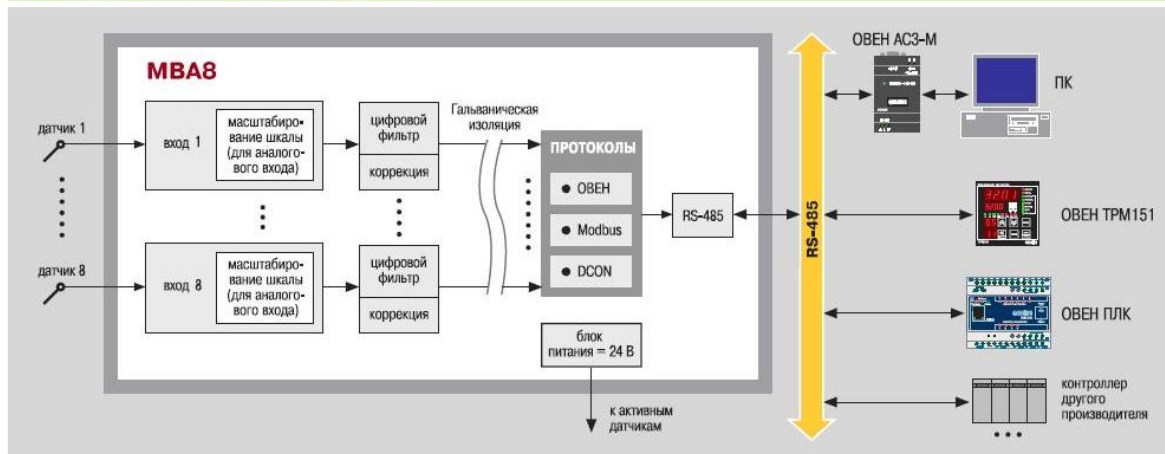 МВА8
датчик 1
вход 1
масштабиро-
вание шкалы
(для аналого-
вого входа)
цифровой
фильтр
коррекция
Гальваническая
изоляция
датчик 8
вход 8
масштабиро-
вание шкалы
(для аналого-
вого входа)
цифровой
фильтр
коррекция
ПРОТОКОЛЫ
● ОВЕН
● Modbus
● DCON
RS-485
блок
питания = 24 В
к активным
датчикам
RS-485
ОВЕН АС3-М
ПК
ОВЕН ТРМ151
ОВЕН ПЛК
контроллер
другого
производителя